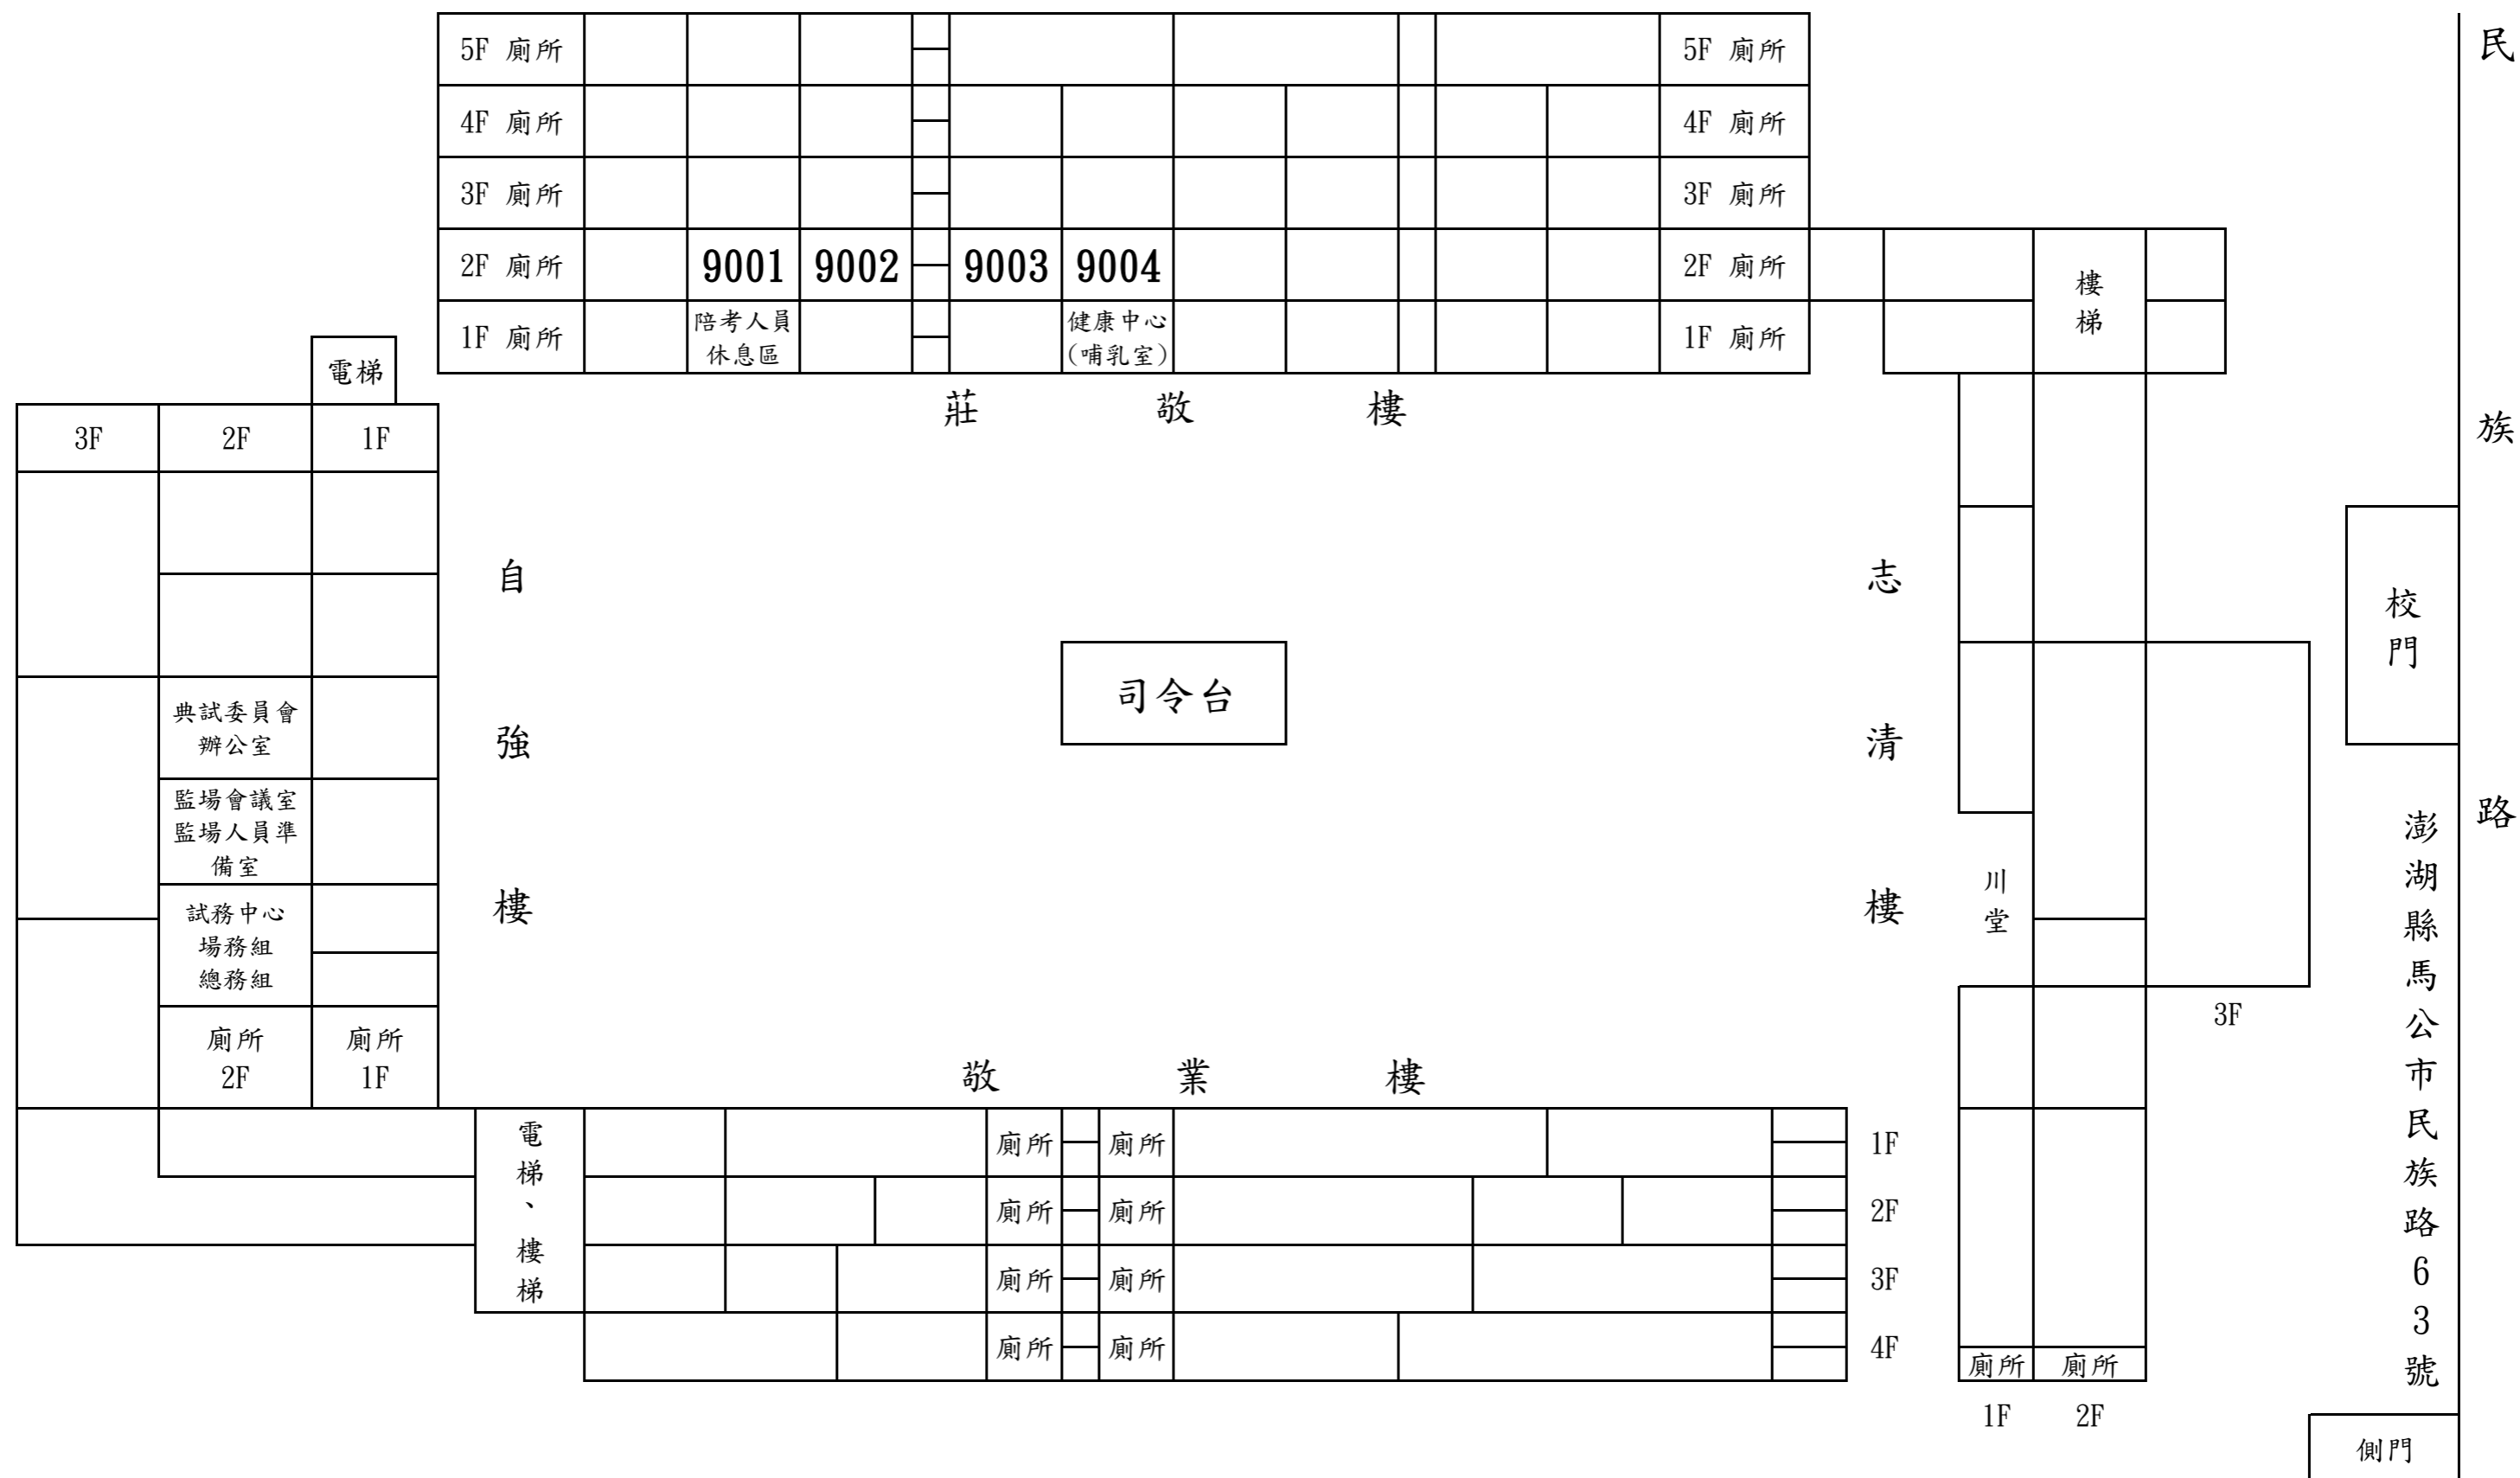 5F 廁所
5F 廁所
4F 廁所
4F 廁所
3F 廁所
3F 廁所
2F 廁所
9001
9002
9003
9004
2F 廁所
1F 廁所
陪考人員
休息區
健康中心
(哺乳室)
1F 廁所
樓
梯
電梯
莊敬樓
3F
2F
1F
典試委員會
辦公室
監場會議室
監場人員準
備室
試務中心
場務組
總務組
廁所
2F
廁所
1F
自強樓
司令台
志清樓
川堂
3F
敬業樓
電梯、樓梯
廁所
廁所
1F
廁所
廁所
2F
廁所
廁所
3F
廁所
廁所
4F
廁所
廁所
1F
2F
校門
民族路
澎湖縣馬公市民族路63號
側門